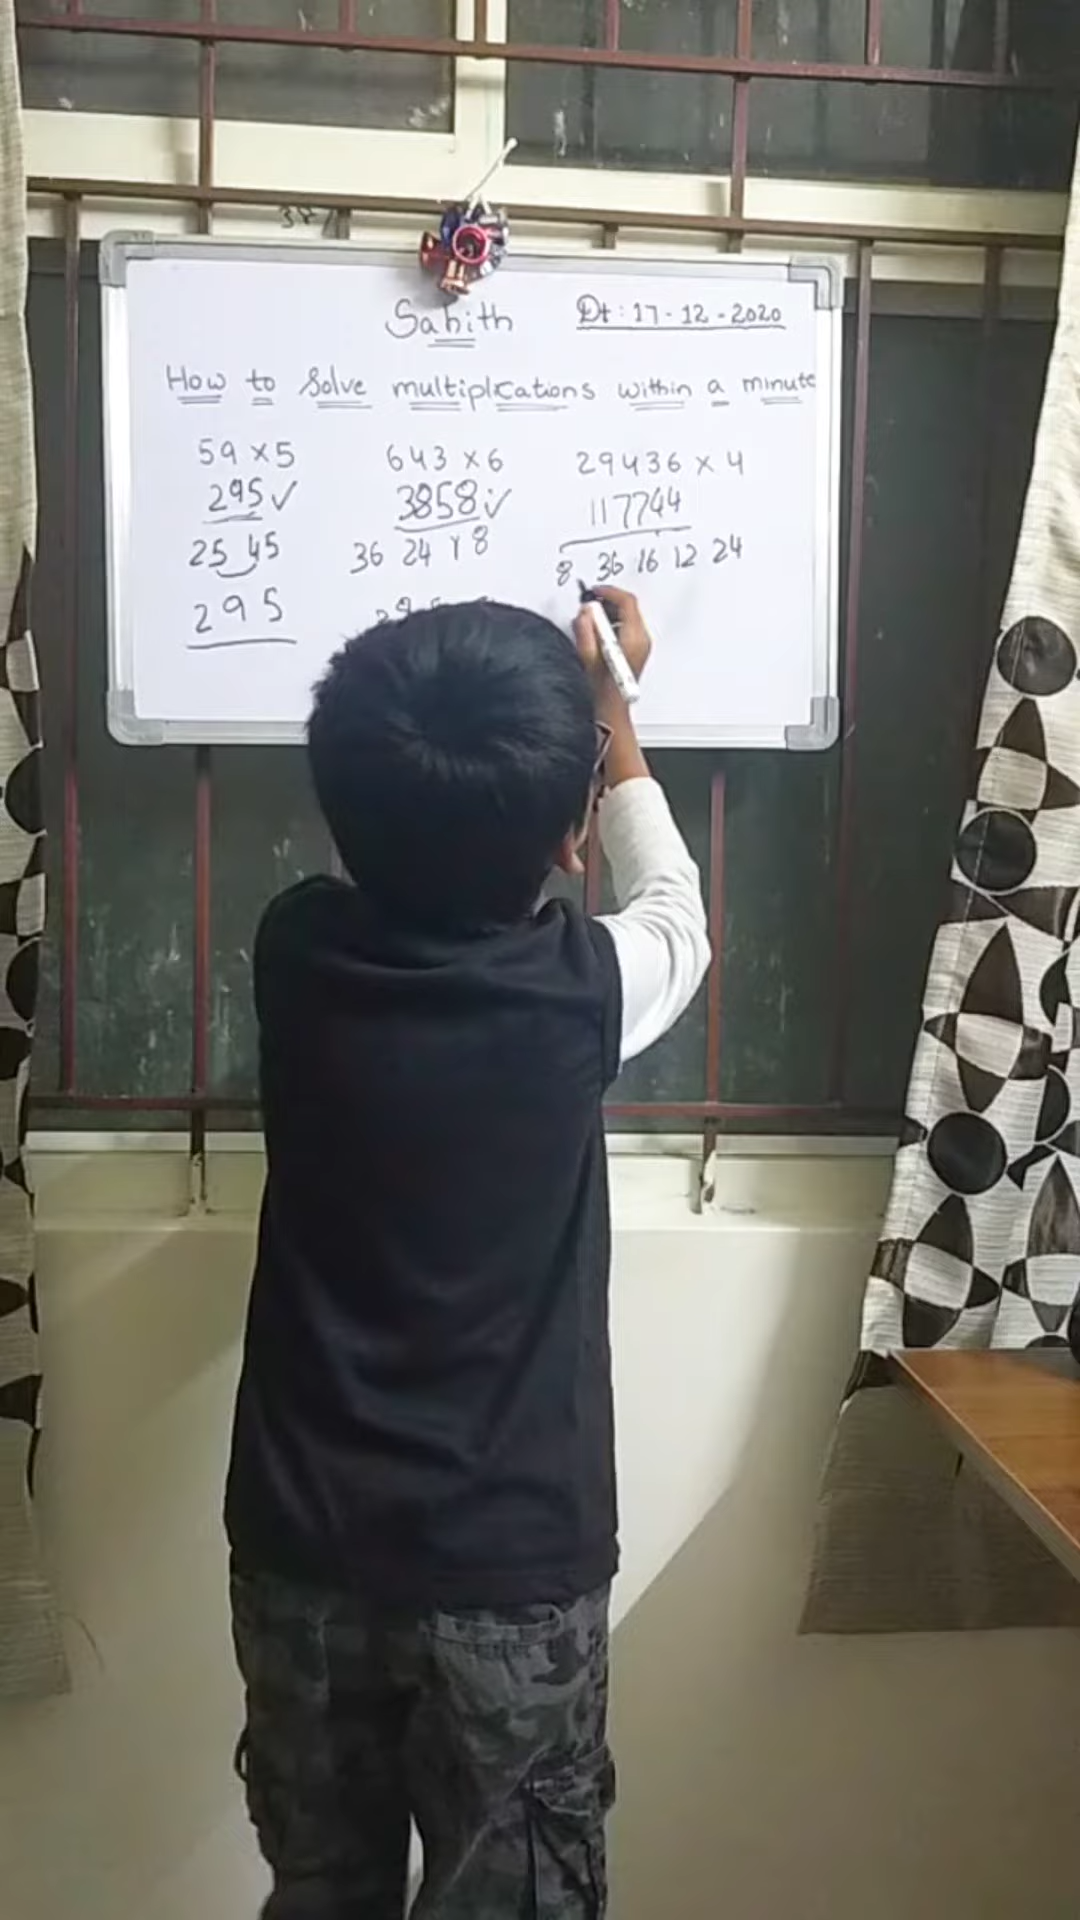 Sahith
Dt: 17-12-2020
How to Solve multiplications within a minute
59 × 5
295✓
25 45
295
643 × 6
3858✓
36 24 18
29436 × 4
117744
8 36 16 12 24